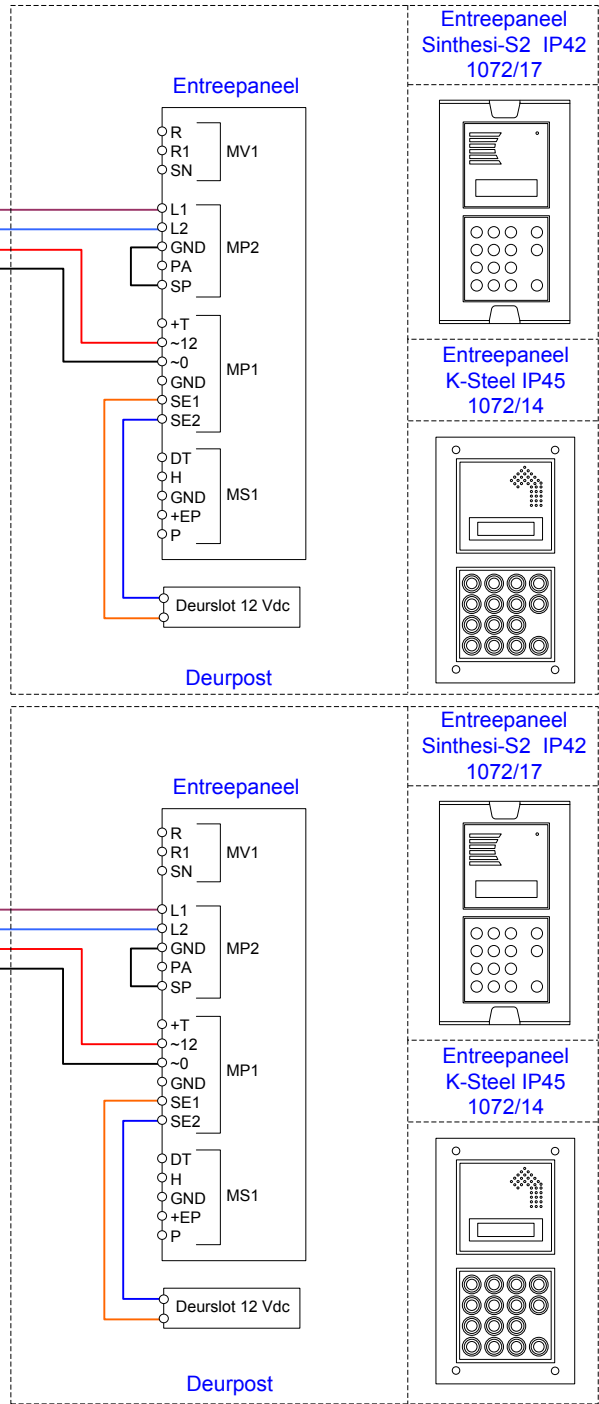 Entreepaneel
Sinthesi-S2 IP42
1072/17
Entreepaneel
R
R1
SN
MV1
L1
L2
GND
PA
SP
MP2
+T
~12
~0
GND
SE1
SE2
MP1
DT
H
GND
+EP
P
MS1
Deurslot 12 Vdc
Deurpost
Entreepaneel
K-Steel IP45
1072/14
Entreepaneel
Sinthesi-S2 IP42
1072/17
Entreepaneel
R
R1
SN
MV1
L1
L2
GND
PA
SP
MP2
+T
~12
~0
GND
SE1
SE2
MP1
DT
H
GND
+EP
P
MS1
Deurslot 12 Vdc
Deurpost
Entreepaneel
K-Steel IP45
1072/14